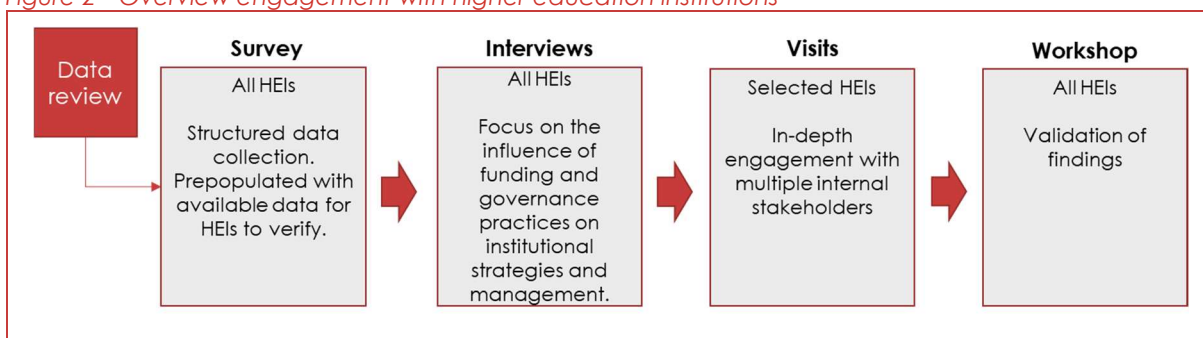 Figure 2 Overview engagement with higher education institutions
Data
review
Survey
All HEIs
Structured data
collection.
Prepopulated with
available data for
HEIs to verify.
Interviews
All HEIs
Focus on the
influence of
funding and
governance
practices on
institutional
strategies and
management.
Visits
Selected HEIs
In-depth
engagement with
multiple internal
stakeholders
Workshop
All HEIs
Validation of
findings